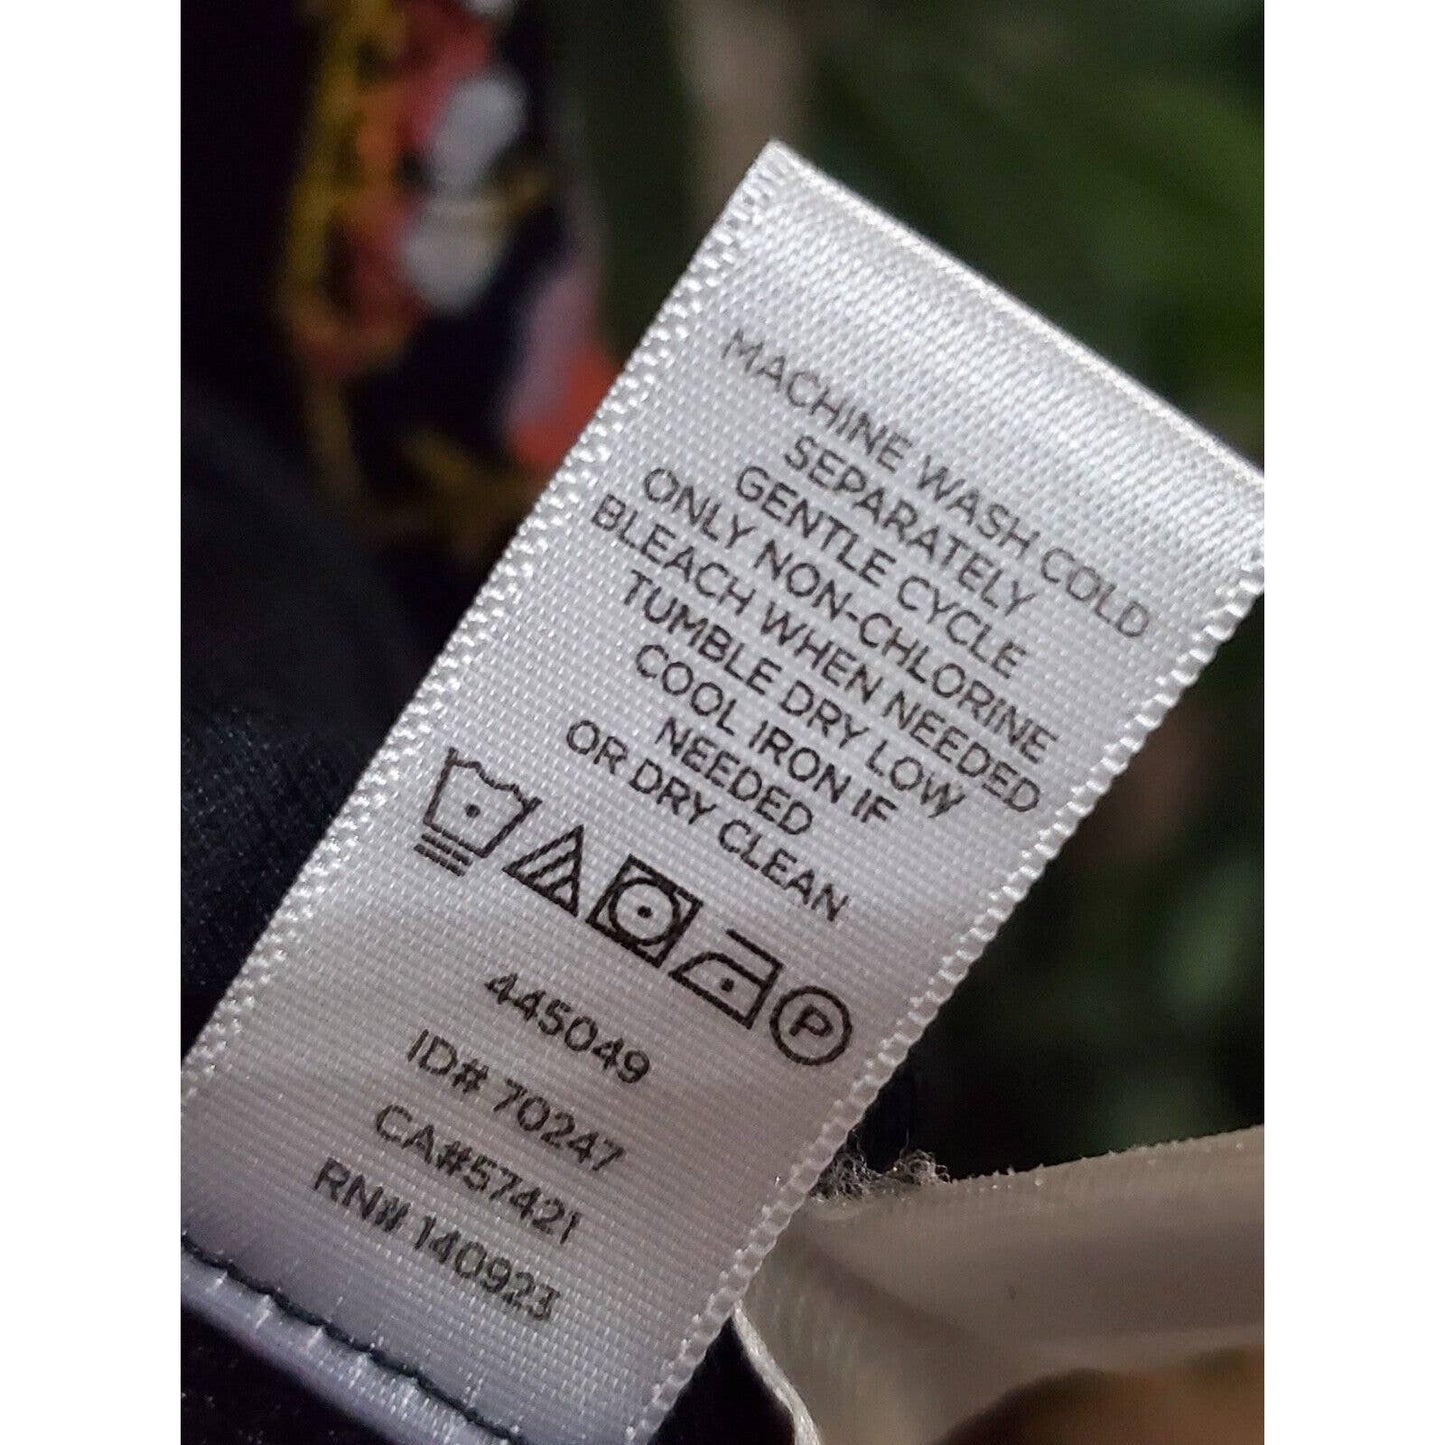 MACHINE WASH COLD
SEPARATELY
GENTLE CYCLE
ONLY NON-CHLORINE
BLEACH WHEN NEEDED
TUMBLE DRY LOW
COOL IRON IF
NEEDED
OR DRY CLEAN
P
445049
ID# 70247
CA#57421
RN# 140923